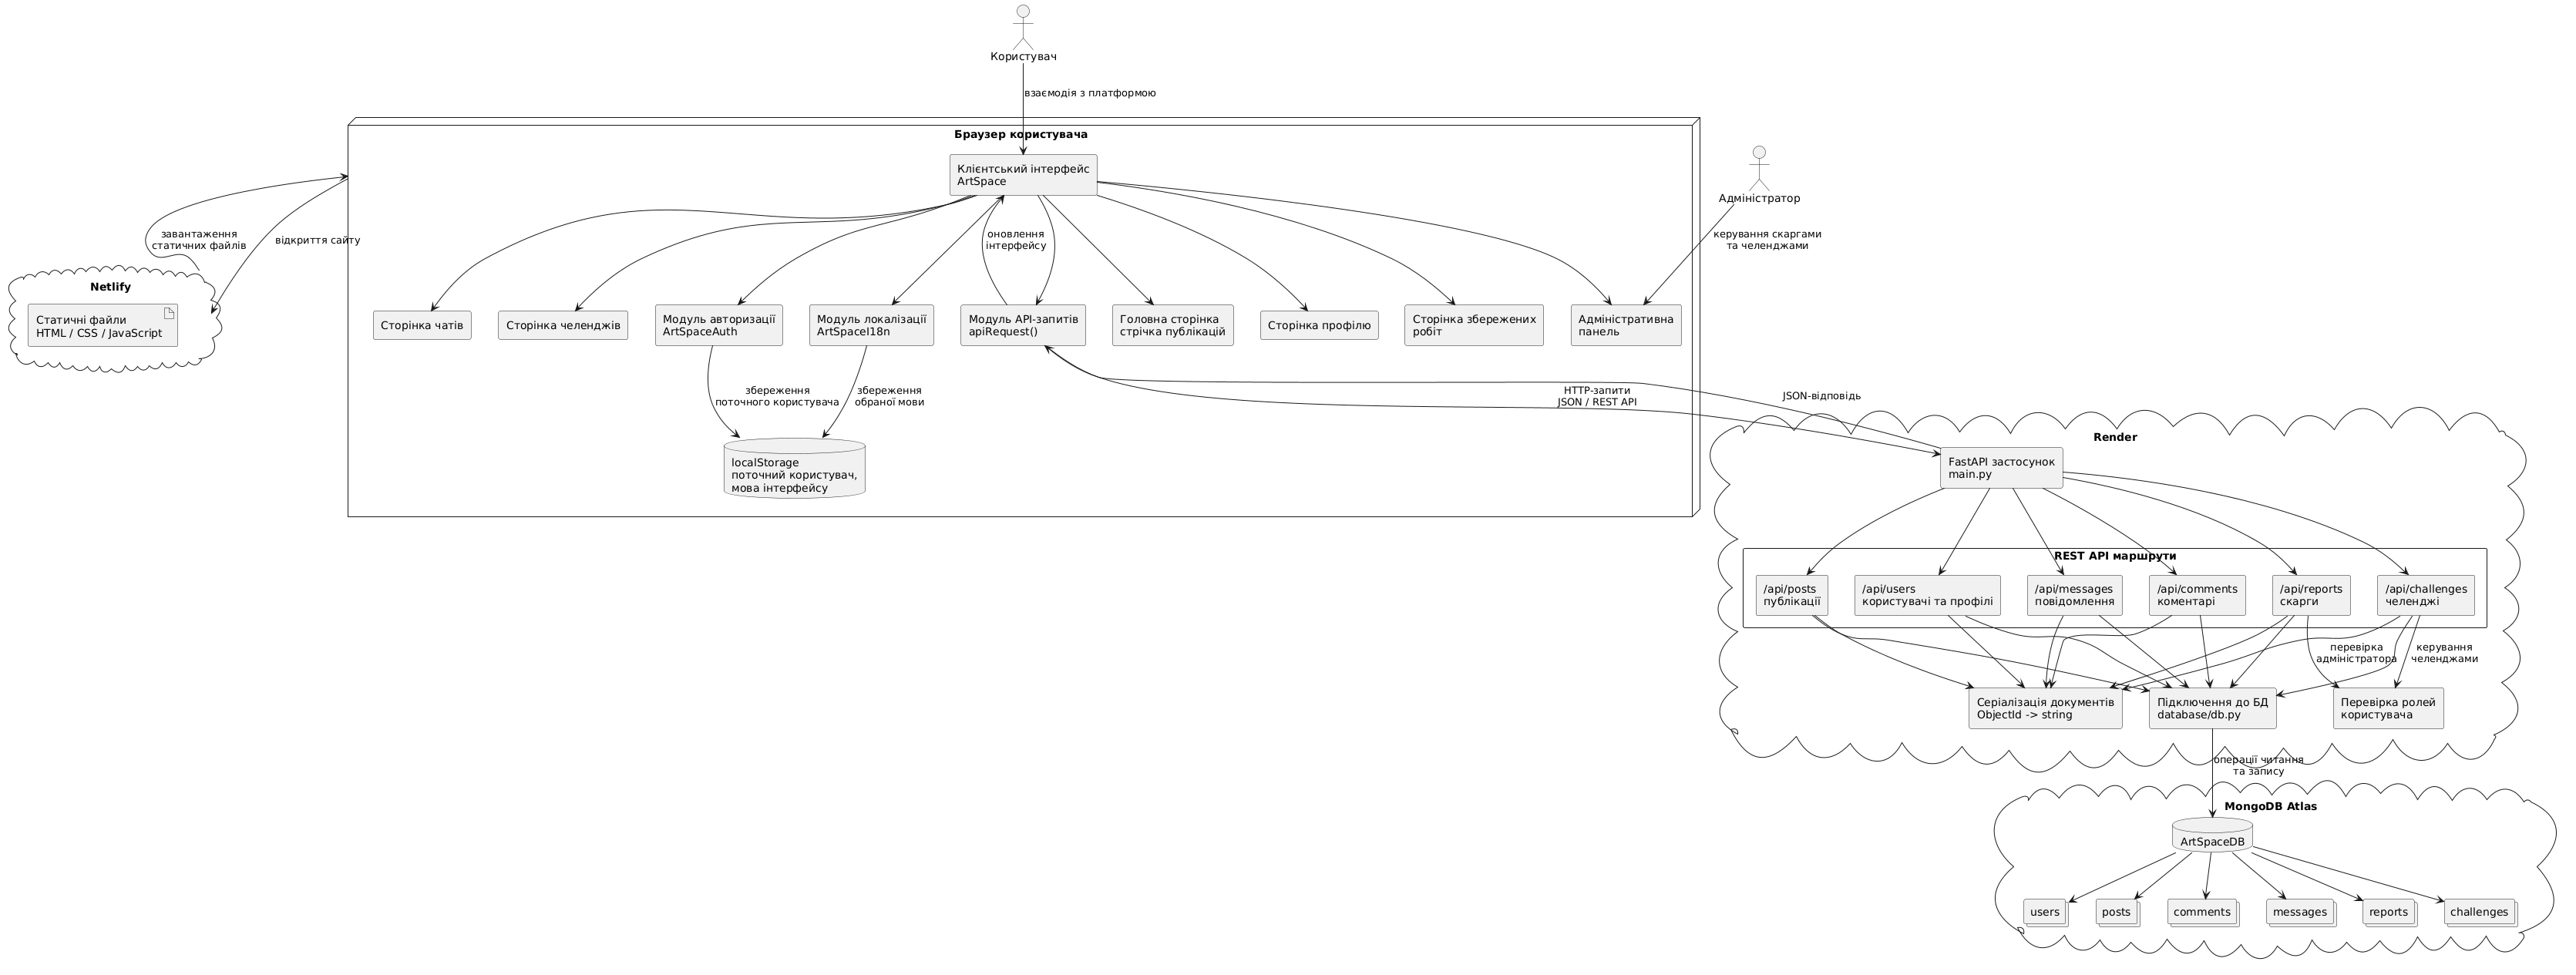 Користувач
взаємодія з платформою
Браузер користувача
Клієнтський інтерфейс
ArtSpace
Адміністратор
завантаження
статичних файлів
відкриття сайту
оновлення
інтерфейсу
керування скаргами
та челенджами
Netlify
Статичні файли
HTML / CSS / JavaScript
Сторінка чатів
Сторінка челенджів
Модуль авторизації
ArtSpaceAuth
Модуль локалізації
ArtSpaceI18n
Модуль API-запитів
apiRequest()
Головна сторінка
стрічка публікацій
Сторінка профілю
Сторінка збережених
робіт
Адміністративна
панель
збереження
поточного користувача
збереження
обраної мови
HTTP-запити
JSON / REST API
JSON-відповідь
localStorage
поточний користувач,
мова інтерфейсу
Render
FastAPI застосунок
main.py
REST API маршрути
/api/posts
публікації
/api/users
користувачі та профілі
/api/messages
повідомлення
/api/comments
коментарі
/api/reports
скарги
/api/challenges
челенджі
перевірка
адміністратора
керування
челенджами
Серіалізація документів
ObjectId -> string
Підключення до БД
database/db.py
Перевірка ролей
користувача
операції читання
та запису
MongoDB Atlas
ArtSpaceDB
users
posts
comments
messages
reports
challenges